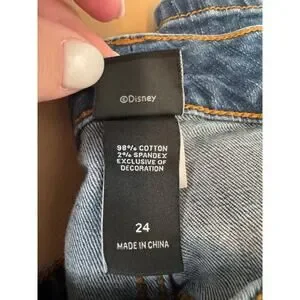 ©Disney
98% COTTON
2% SPANDEX
EXCLUSIVE OF
DECORATION
24
MADE IN CHINA